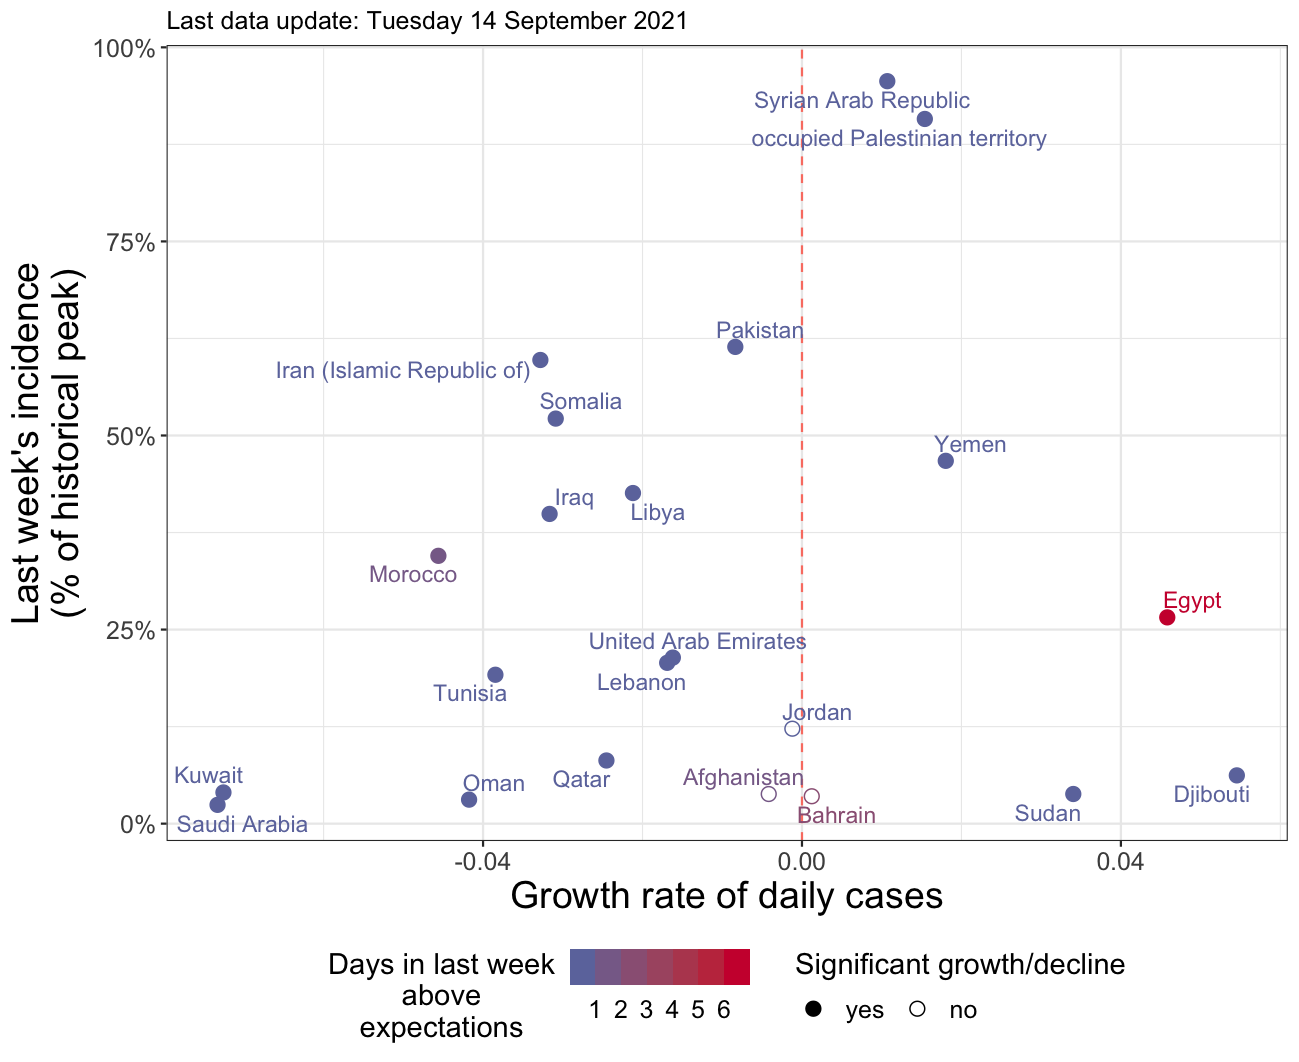 Last data update: Tuesday 14 September 2021
100%
75%
50%
25%
0%
Last week's incidence
(% of historical peak)
Syrian Arab Republic
occupied Palestinian territory
Pakistan
Iran (Islamic Republic of)
Somalia
Yemen
Iraq
Libya
Morocco
Egypt
United Arab Emirates
Lebanon
Tunisia
Jordan
Kuwait
Oman
Qatar
Afghanistan
Djibouti
Saudi Arabia
Bahrain
Sudan
-0.04
0.00
0.04
Growth rate of daily cases
Days in last week
above
expectations
1 2 3 4 5 6
Significant growth/decline
yes
no